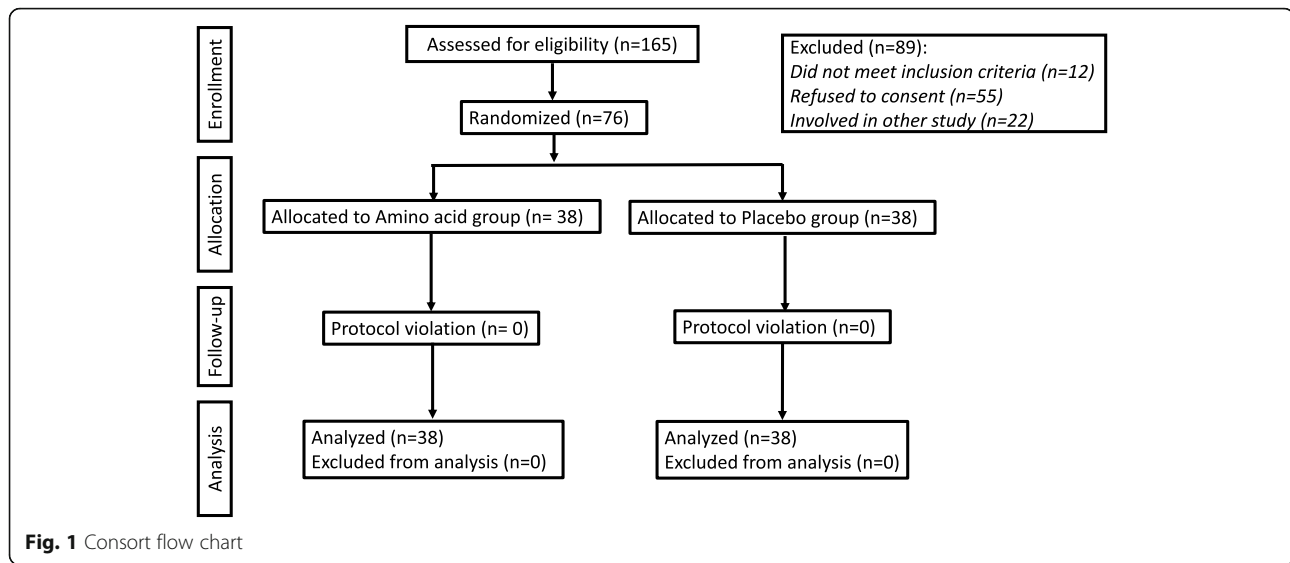 Enrollment
Assessed for eligibility (n=165)
Excluded (n=89):
Did not meet inclusion criteria (n=12)
Refused to consent (n=55)
Involved in other study (n=22)
Randomized (n=76)
Allocation
Allocated to Amino acid group (n= 38)
Allocated to Placebo group (n=38)
Follow-up
Protocol violation (n= 0)
Protocol violation (n=0)
Analysis
Analyzed (n=38)
Excluded from analysis (n=0)
Analyzed (n=38)
Excluded from analysis (n=0)
Fig. 1 Consort flow chart